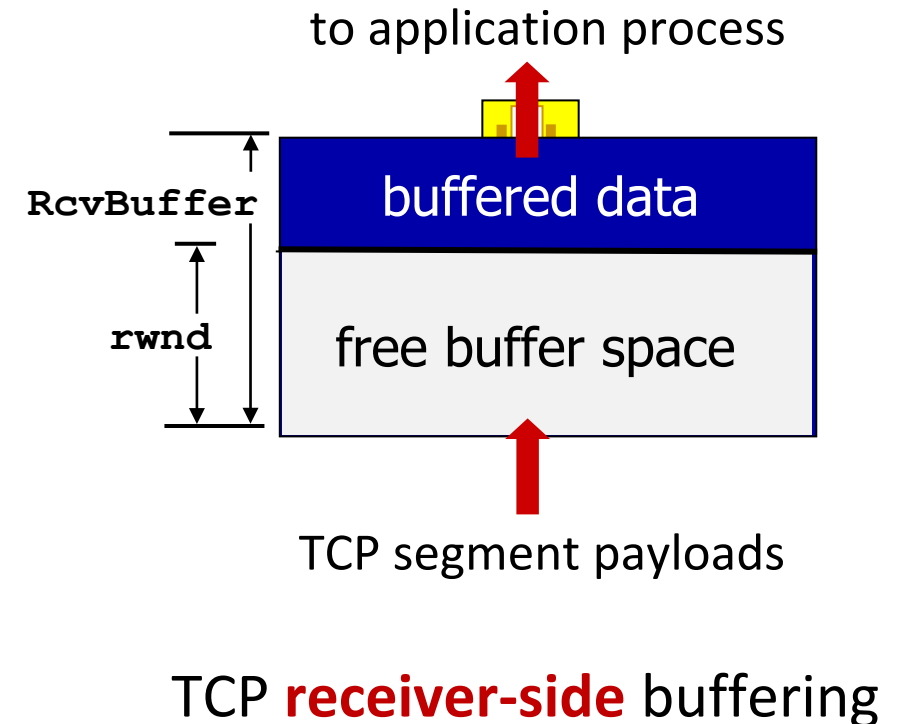 to application process
RcvBuffer
buffered data
rwnd
free buffer space
TCP segment payloads
TCP receiver-side buffering